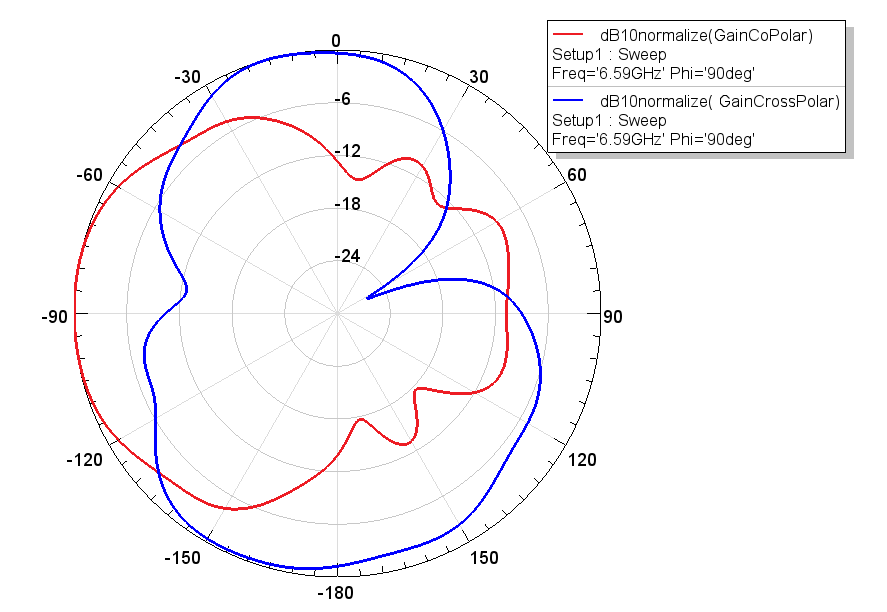 dB10normalize(GainCoPolar)
Setup1 : Sweep
Freq='6.59GHz' Phi='90deg'
dB10normalize( GainCrossPolar)
Setup1 : Sweep
Freq='6.59GHz' Phi='90deg'
0
-30
30
-6
-60
-12
60
-18
-24
-90
90
-120
120
-150
150
-180